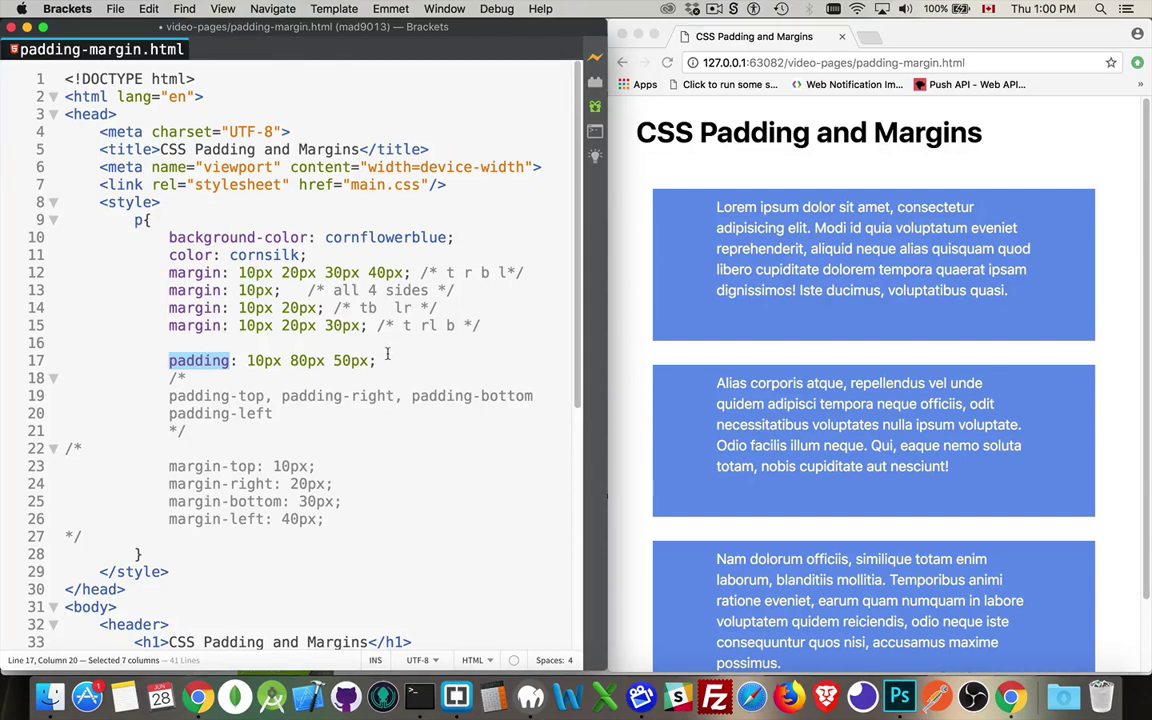 Brackets File Edit Find View Navigate Template Emmet Window Debug Help 100% Thu 1:00 PM
video-pages/padding-margin.html (mad9013) — Brackets
padding-margin.html
1 <!DOCTYPE html>
2 <html lang="en">
3 <head>
4 <meta charset="UTF-8">
5 <title>CSS Padding and Margins</title>
6 <meta name="viewport" content="width=device-width">
7 <link rel="stylesheet" href="main.css"/>
8 <style>
9 p{
10 background-color: cornflowerblue;
11 color: cornsilk;
12 margin: 10px 20px 30px 40px; /* t r b l*/
13 margin: 10px; /* all 4 sides */
14 margin: 10px 20px; /* tb lr */
15 margin: 10px 20px 30px; /* t rl b */
16
17 padding: 10px 80px 50px;
18 /*
19 padding-top, padding-right, padding-bottom
20 padding-left
21 */
22 /*
23 margin-top: 10px;
24 margin-right: 20px;
25 margin-bottom: 30px;
26 margin-left: 40px;
27 */
28 }
29 </style>
30 </head>
31 <body>
32 <header>
33 <h1>CSS Padding and Margins</h1>
Line 17, Column 20 — Selected 7 columns — 41 Lines INS UTF-8 HTML Spaces: 4
CSS Padding and Margins
127.0.0.1:63082/video-pages/padding-margin.html
Apps Click to run some s... Web Notification Im... Push API - Web API... »
CSS Padding and Margins
Lorem ipsum dolor sit amet, consectetur
adipisicing elit. Modi id quia voluptatum eveniet
reprehenderit, aliquid neque alias quisquam quod
libero cupiditate dolorem tempora quaerat ipsam
dignissimos! Iste ducimus, voluptatibus quasi.
Alias corporis atque, repellendus vel unde
quidem adipisci tempora neque officiis, odit
necessitatibus voluptates nulla ipsum voluptate.
Odio facilis illum neque. Qui, eaque nemo soluta
totam, nobis cupiditate aut nesciunt!
Nam dolorum officiis, similique totam enim
laborum, blanditiis mollitia. Temporibus animi
ratione eveniet, earum quam numquam in labore
volutatum quidem reiciendis, odio neque iste
consequuntur quos nisi, accusamus maxime
possimus.